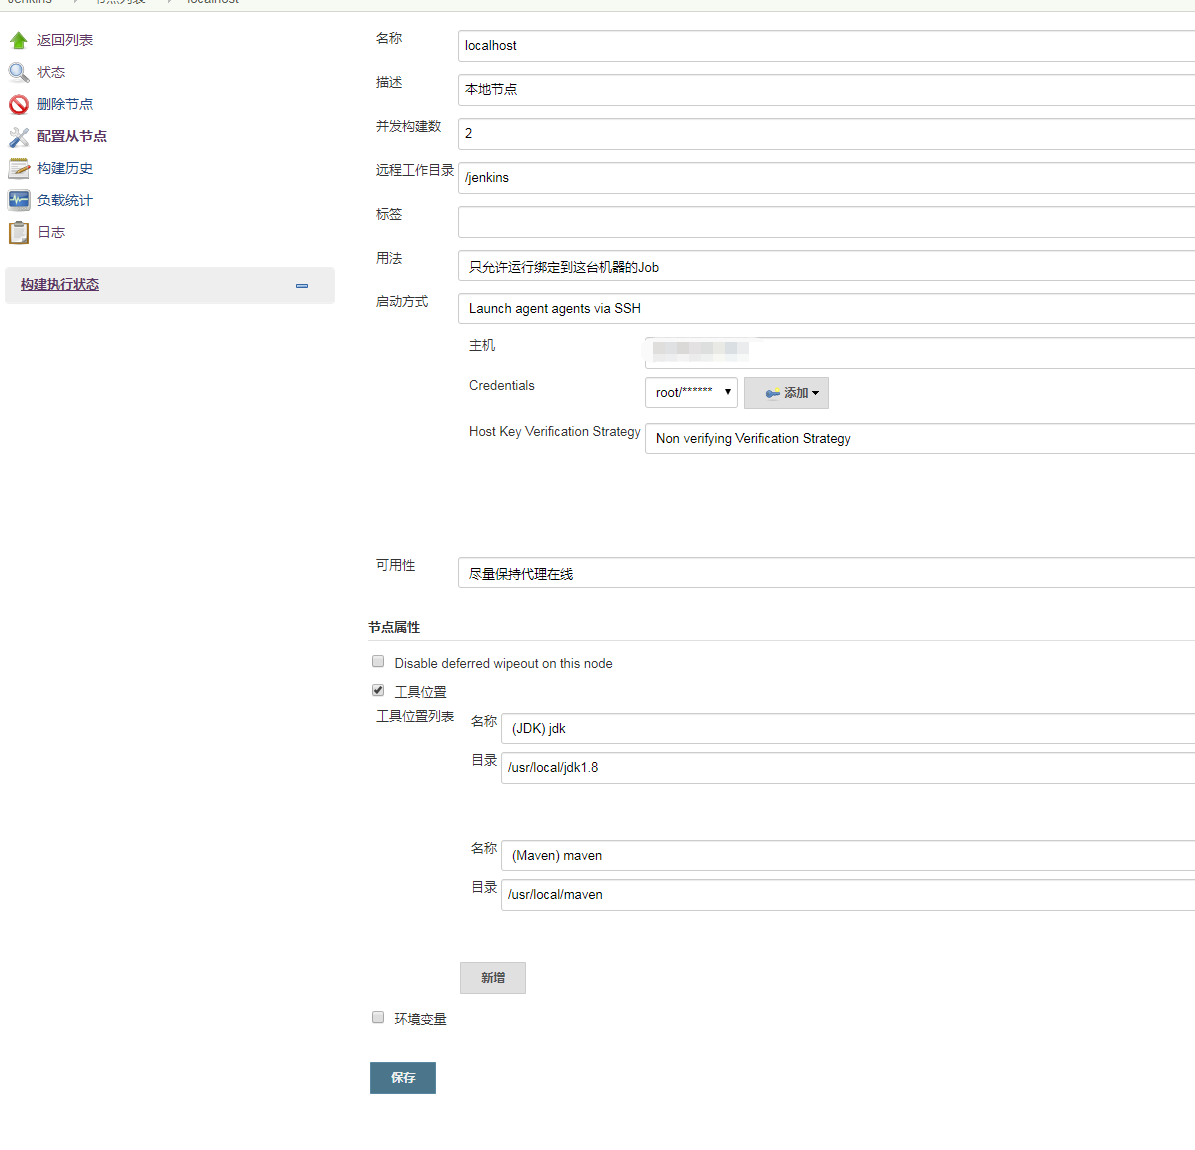 Jenkins 节点列表 localhost
返回列表
状态
删除节点
配置从节点
构建历史
负载统计
日志
构建执行状态
名称 localhost
描述 本地节点
并发构建数 2
远程工作目录 /jenkins
标签
用法 只允许运行绑定到这台机器的Job
启动方式 Launch agent agents via SSH
主机
Credentials root/****** 添加
Host Key Verification Strategy Non verifying Verification Strategy
可用性 尽量保持代理在线
节点属性
Disable deferred wipeout on this node
工具位置
工具位置列表 名称 (JDK) jdk
目录 /usr/local/jdk1.8
名称 (Maven) maven
目录 /usr/local/maven
新增
环境变量
保存